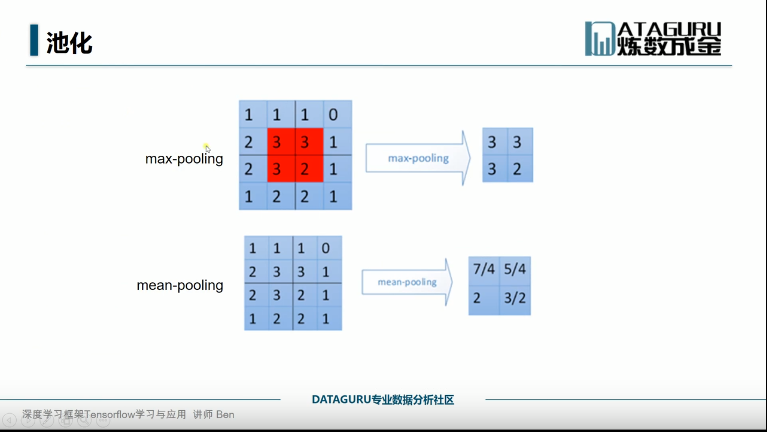 池化
DATAGURU
炼数成金
1 1 1 0
2 3 3 1
2 3 2 1
1 2 2 1
max-pooling
max-pooling
3 3
3 2
1 1 1 0
2 3 3 1
2 3 2 1
1 2 2 1
mean-pooling
mean-pooling
7/4 5/4
2 3/2
DATAGURU专业数据分析社区
深度学习框架Tensorflow学习与应用 讲师 Ben